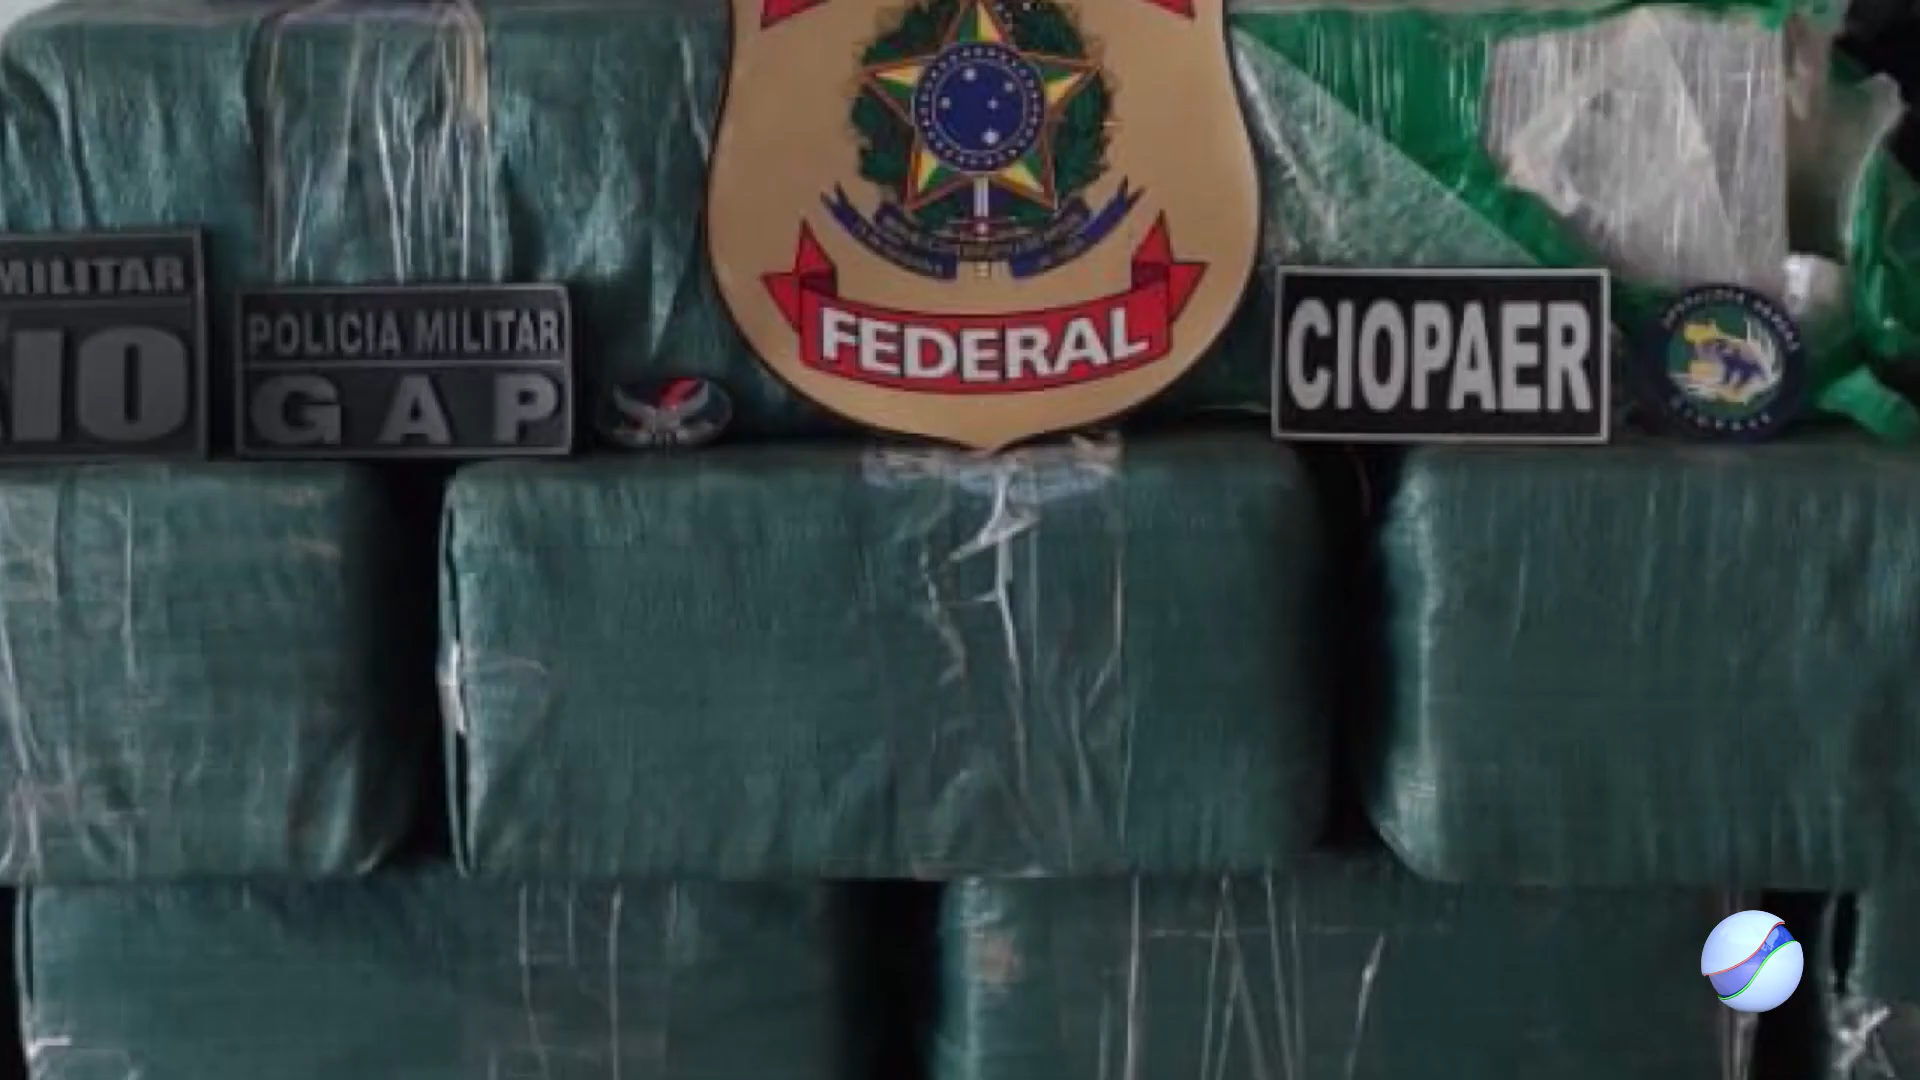 MILITAR
IO
POLICIA MILITAR
GAP
FEDERAL
CIOPAER